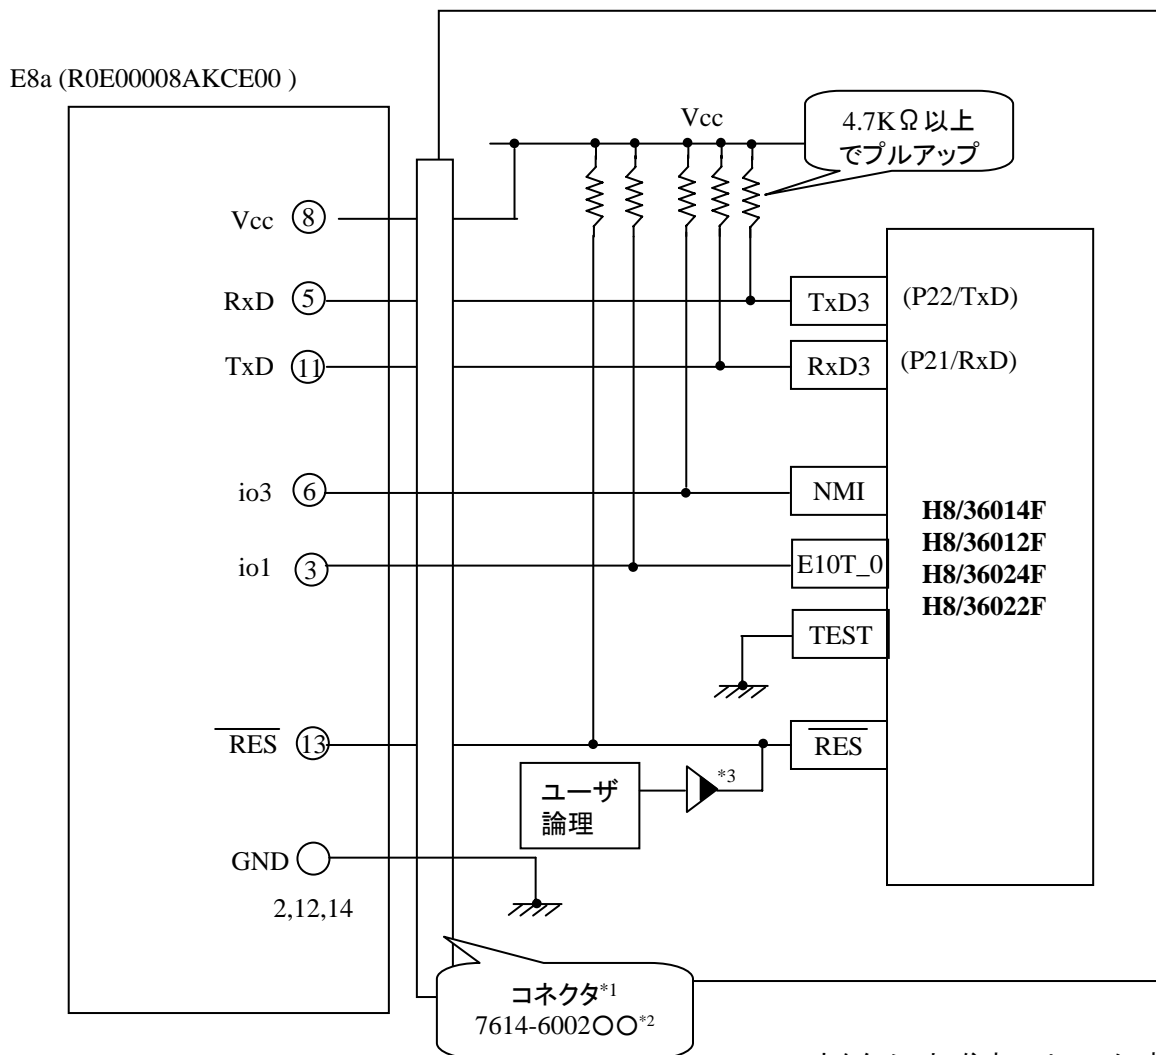 E8a (R0E00008AKCE00 )
Vcc
4.7KΩ以上
でプルアップ
Vcc 8
RxD 5
TxD3
(P22/TxD)
TxD 11
RxD3
(P21/RxD)
io3 6
NMI
H8/36014F
H8/36012F
H8/36024F
H8/36022F
io1 3
E10T_0
TEST
RES 13
RES
ユーザ
論理
*3
GND
2,12,14
コネクタ*1
7614-6002〇〇*2